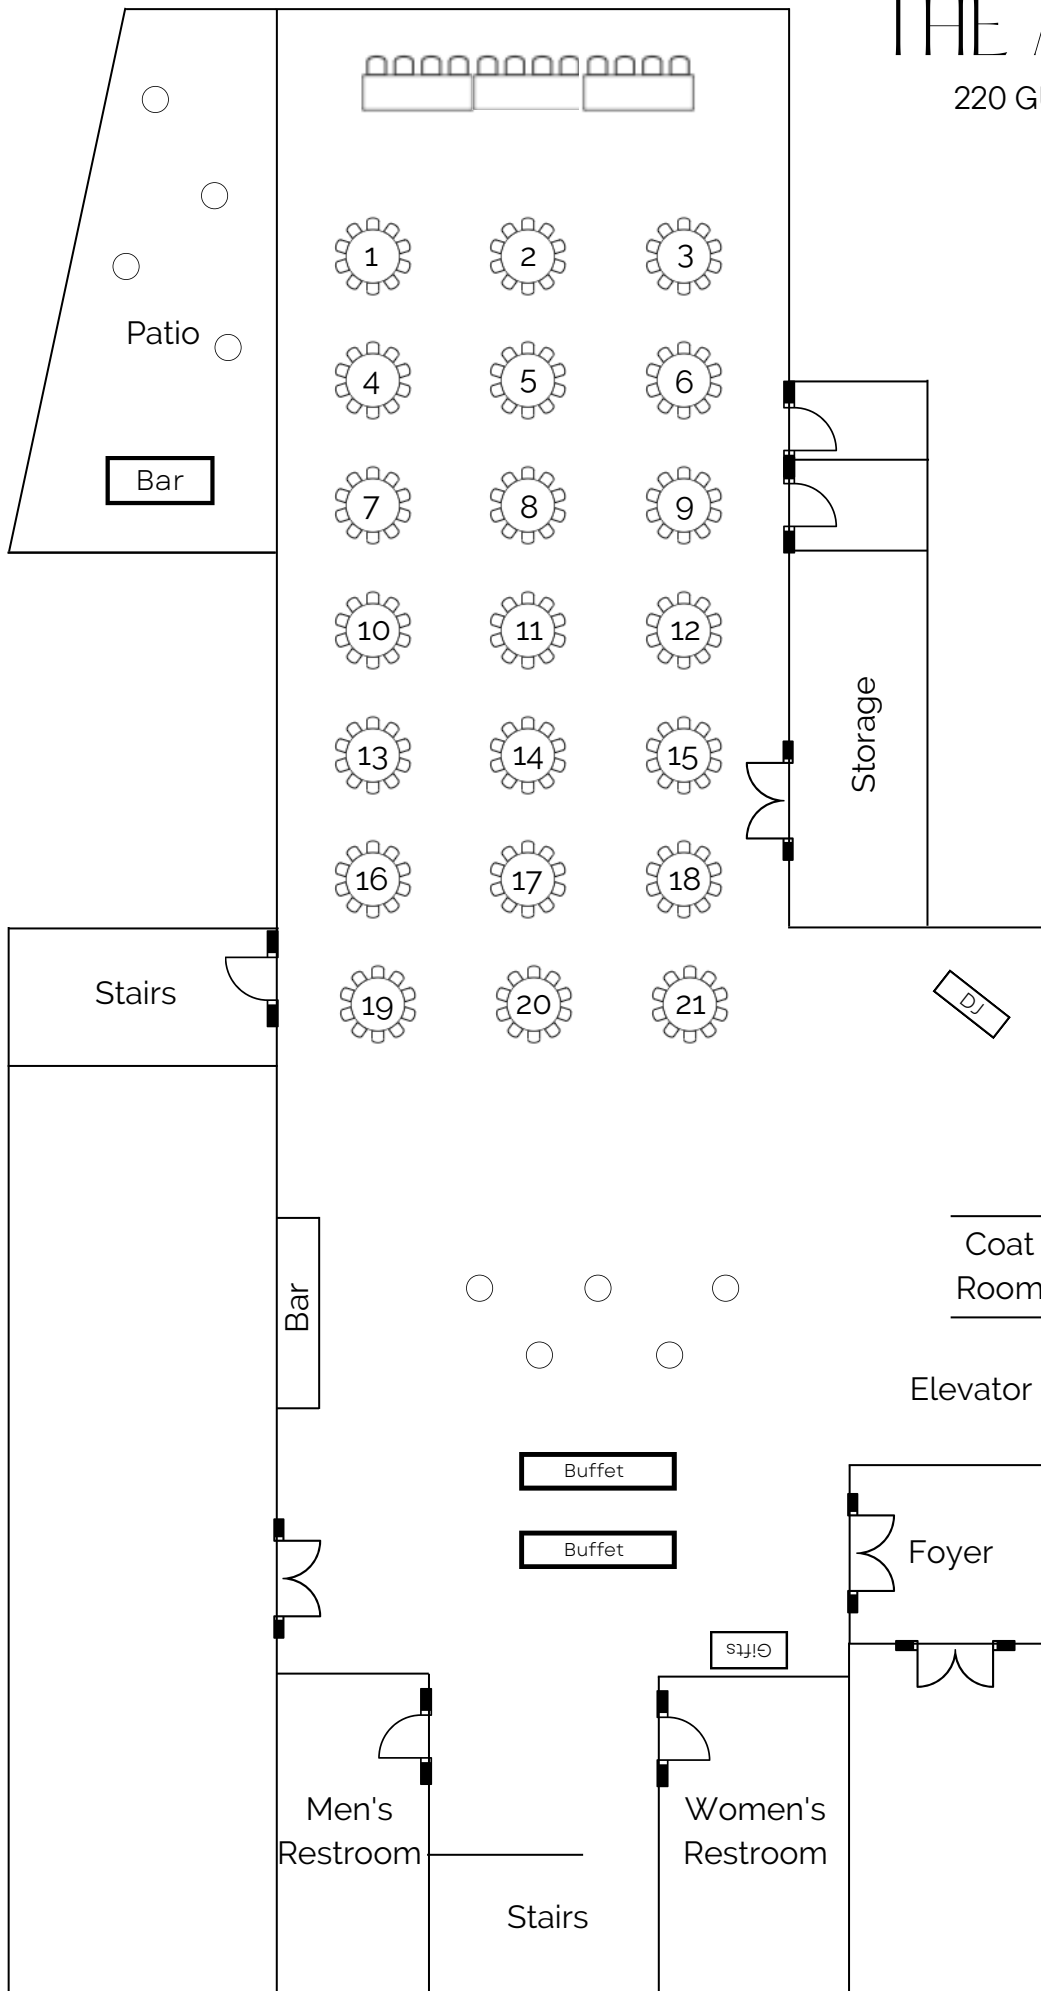 THE
220
1
2
3
Patio
4
5
6
Bar
7
8
9
10
11
12
Storage
13
14
15
16
17
18
Stairs
19
20
21
DJ
Coat
Room
Bar
Elevator
Buffet
Buffet
Foyer
Gifts
Men's
Restroom
Women's
Restroom
Stairs